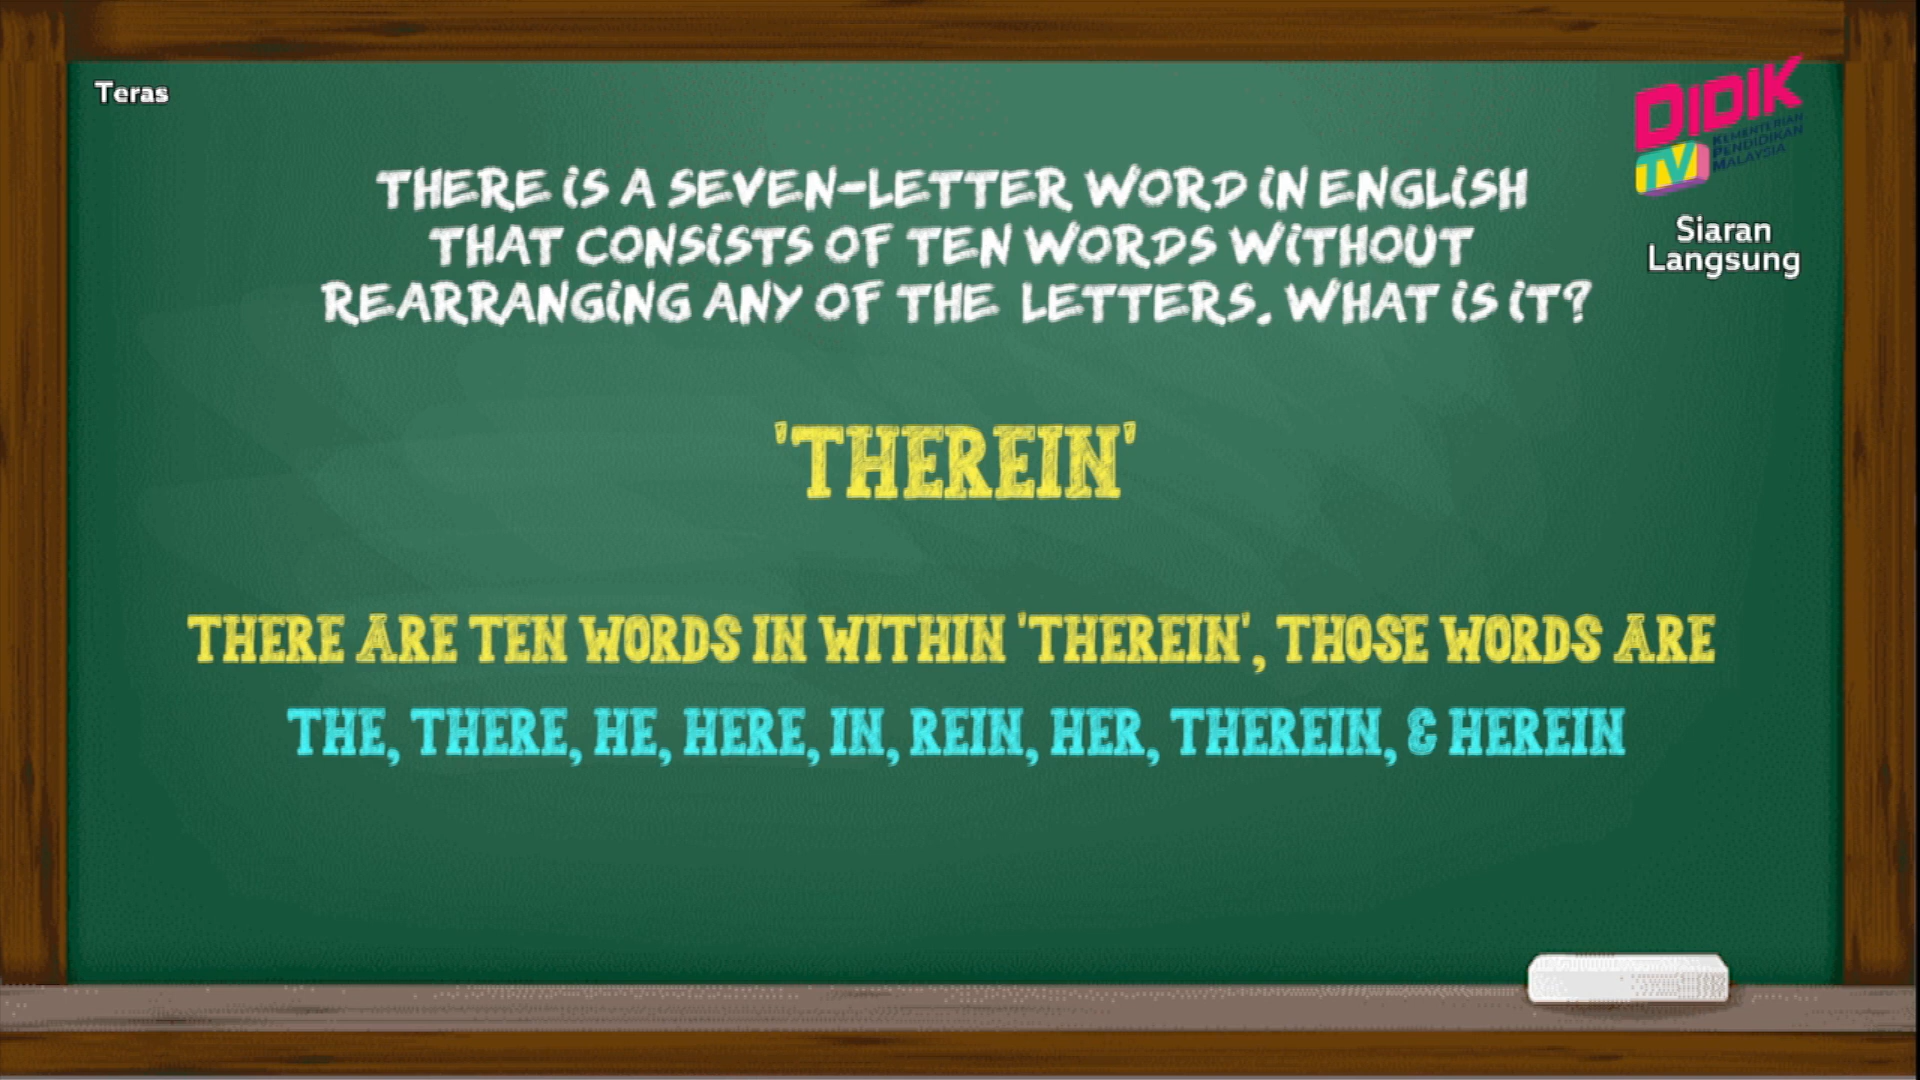 Teras
DIDIK
TV
KEMENTERIAN
PENDIDIKAN
MALAYSIA
Siaran
Langsung
THERE IS A SEVEN-LETTER WORD IN ENGLISH
THAT CONSISTS OF TEN WORDS WITHOUT
REARRANGING ANY OF THE LETTERS. WHAT IS IT?
'THEREIN'
THERE ARE TEN WORDS IN WITHIN 'THEREIN', THOSE WORDS ARE
THE, THERE, HE, HERE, IN, REIN, HER, THEREIN, & HEREIN